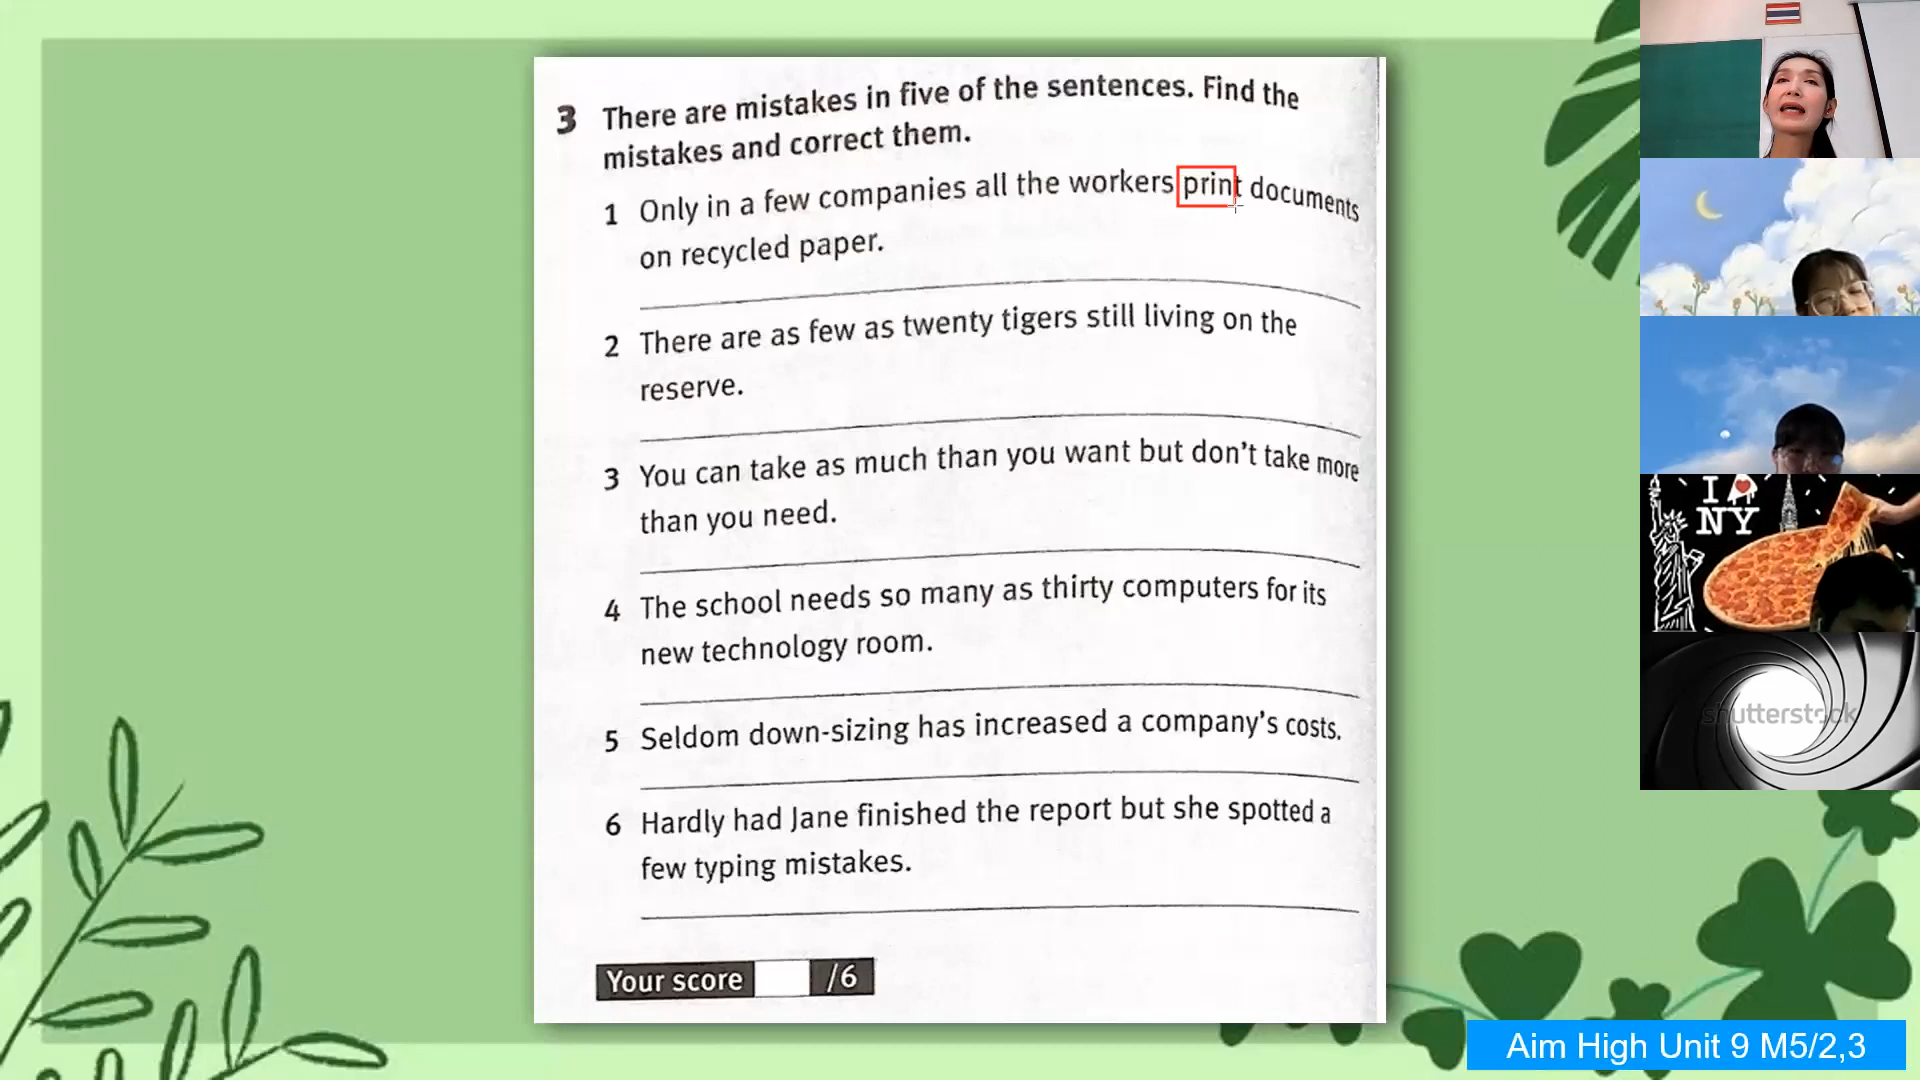 3 There are mistakes in five of the sentences. Find the
mistakes and correct them.
1 Only in a few companies all the workers print documents
on recycled paper.
2 There are as few as twenty tigers still living on the
reserve.
3 You can take as much than you want but don't take more
than you need.
4 The school needs so many as thirty computers for its
new technology room.
5 Seldom down-sizing has increased a company's costs.
6 Hardly had Jane finished the report but she spotted a
few typing mistakes.
Your score /6
I
NY
shutterstock
Aim High Unit 9 M5/2,3